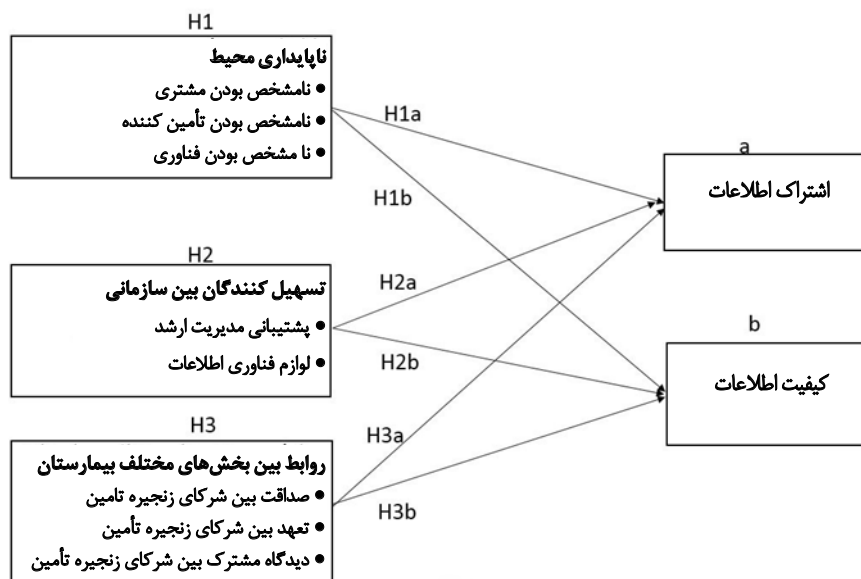 H1
ناپایداری محیط
● نامشخص بودن مشتری
● نامشخص بودن تأمین کننده
● نا مشخص بودن فناوری
H1a
H1b
a
اشتراک اطلاعات
H2
تسهیل کنندگان بین سازمانی
● پشتیبانی مدیریت ارشد
● لوازم فناوری اطلاعات
H2a
H2b
b
کیفیت اطلاعات
H3
روابط بین بخش‌های مختلف بیمارستان
● صداقت بین شرکای زنجیره تامین
● تعهد بین شرکای زنجیره تأمین
● دیدگاه مشترک بین شرکای زنجیره تأمین
H3a
H3b